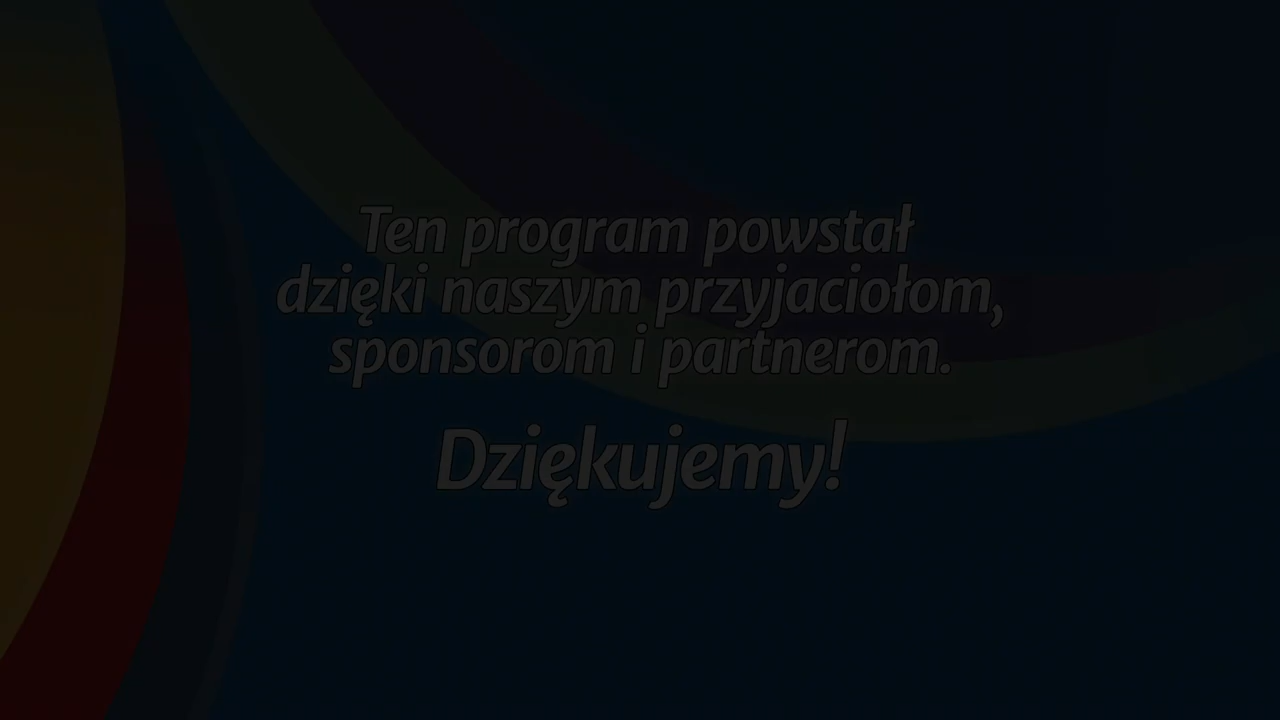 Ten program powstał
dzięki naszym przyjaciołom,
sponsorom i partnerom.
Dziękujemy!